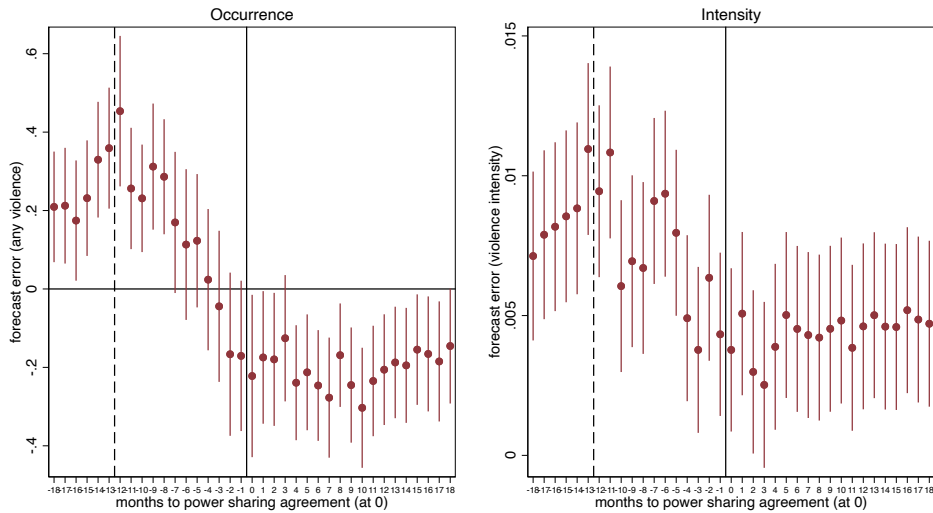 Occurrence
forecast error (any violence)
.6
.4
.2
0
.2
.4
-18 -17 -16 -15 -14 -13 -12 -11 -10 -9 -8 -7 -6 -5 -4 -3 -2 -1 0 1 2 3 4 5 6 7 8 9 10 11 12 13 14 15 16 17 18
months to power sharing agreement (at 0)
Intensity
forecast error (violence intensity)
.015
.01
.005
0
-18 -17 -16 -15 -14 -13 -12 -11 -10 -9 -8 -7 -6 -5 -4 -3 -2 -1 0 1 2 3 4 5 6 7 8 9 10 11 12 13 14 15 16 17 18
months to power sharing agreement (at 0)